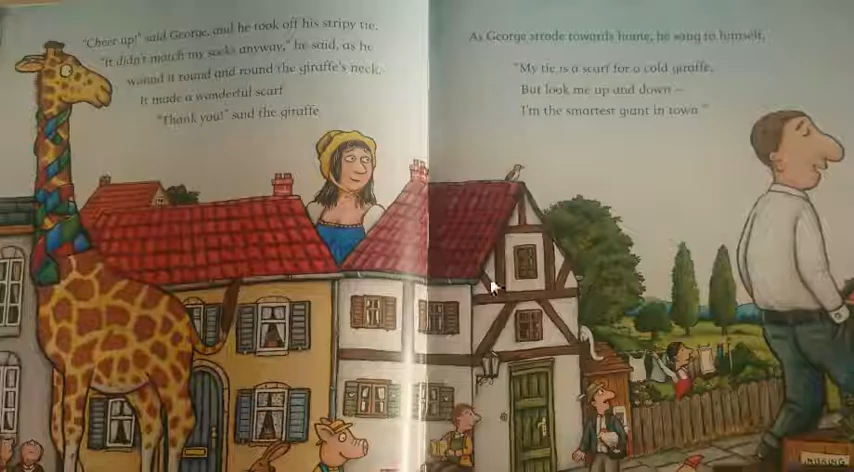 "Cheer up!" said George, and he took off his stripy tie.
"It didn't match my socks anyway," he said, as he
wound it round and round the giraffe's neck.
It made a wonderful scarf
"Thank you!" said the giraffe
As George strode towards home, he sang to himself,
"My tie is a scarf for a cold giraffe,
But look me up and down –
I'm the smartest giant in town."